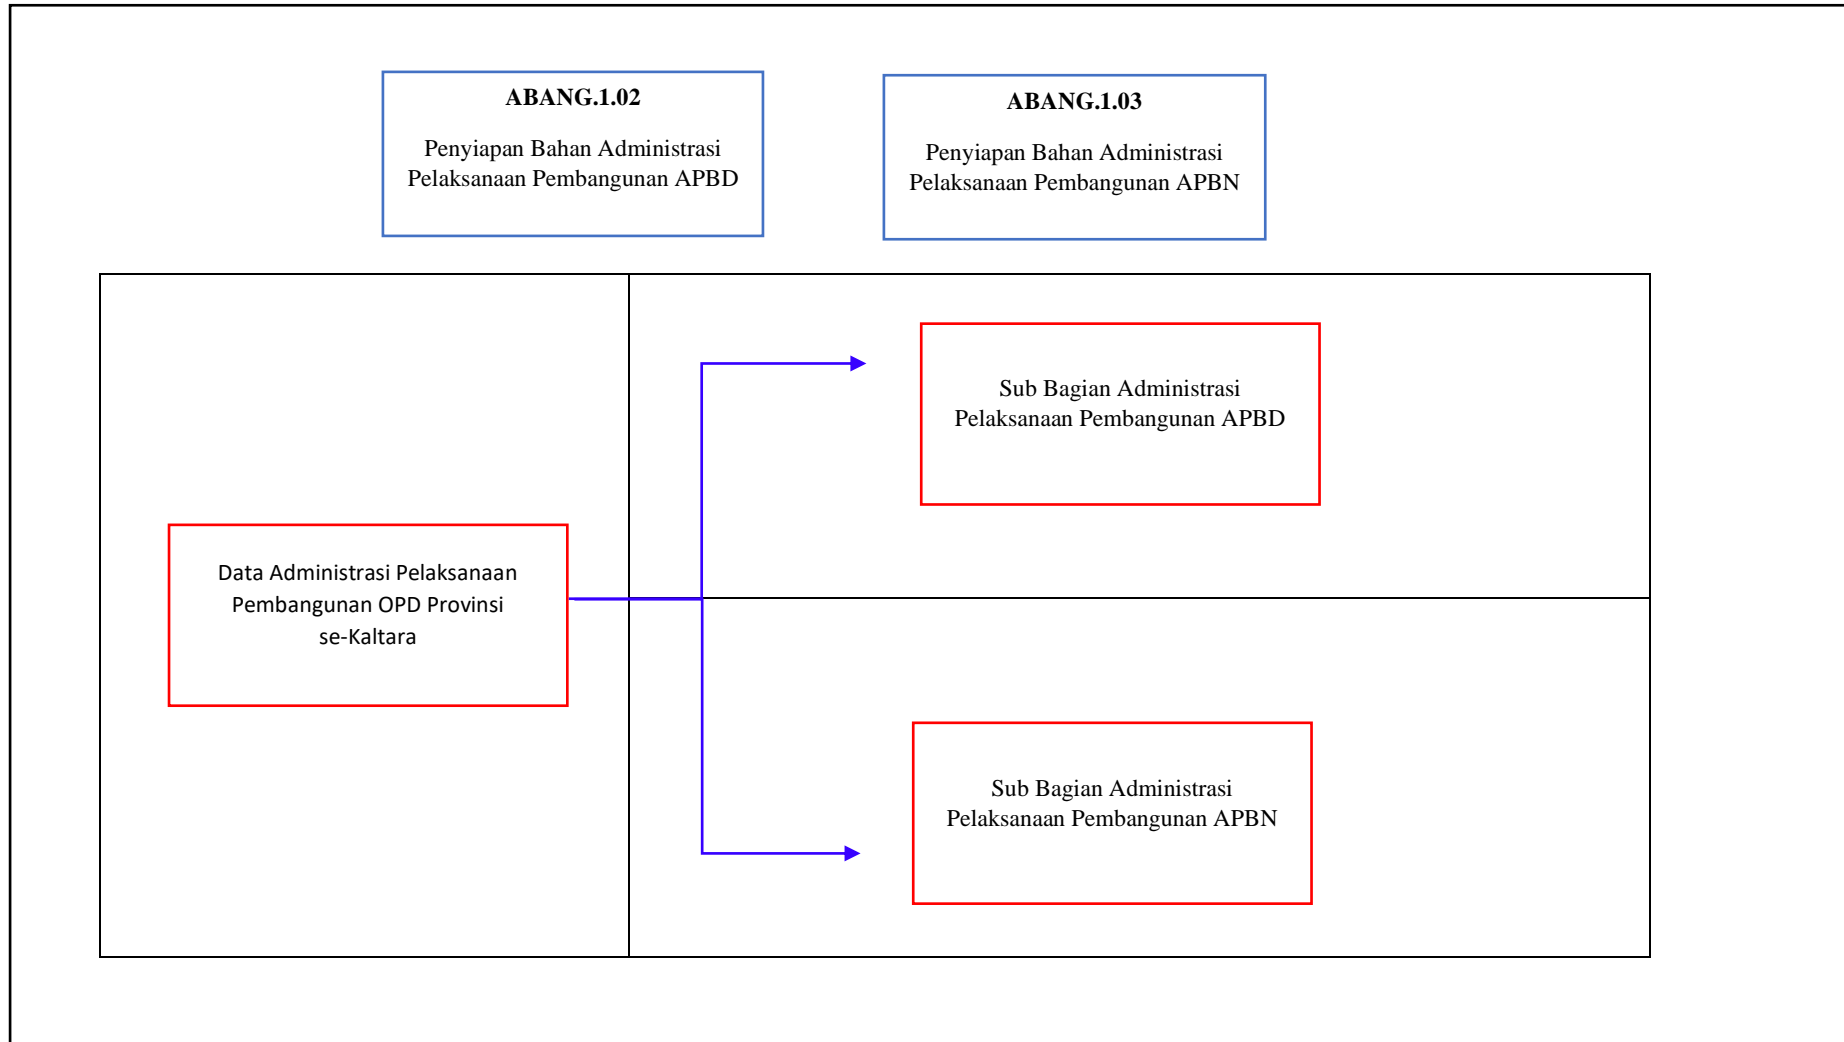 ABANG.1.02
Penyiapan Bahan Administrasi
Pelaksanaan Pembangunan APBD
ABANG.1.03
Penyiapan Bahan Administrasi
Pelaksanaan Pembangunan APBN
Sub Bagian Administrasi
Pelaksanaan Pembangunan APBD
Data Administrasi Pelaksanaan
Pembangunan OPD Provinsi
se-Kaltara
Sub Bagian Administrasi
Pelaksanaan Pembangunan APBN